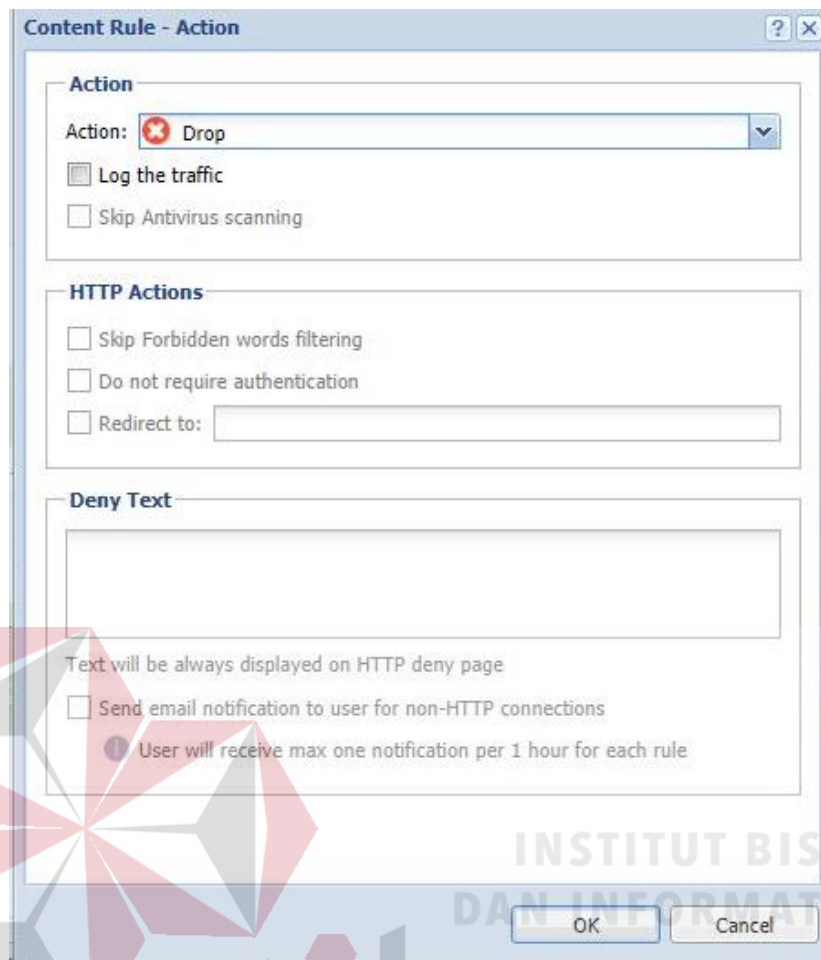 Content Rule - Action
Action
Action: Drop
Log the traffic
Skip Antivirus scanning
HTTP Actions
Skip Forbidden words filtering
Do not require authentication
Redirect to:
Deny Text
Text will be always displayed on HTTP deny page
Send email notification to user for non-HTTP connections
User will receive max one notification per 1 hour for each rule
INSTITUT BIS
DAN INFORMAT
OK Cancel